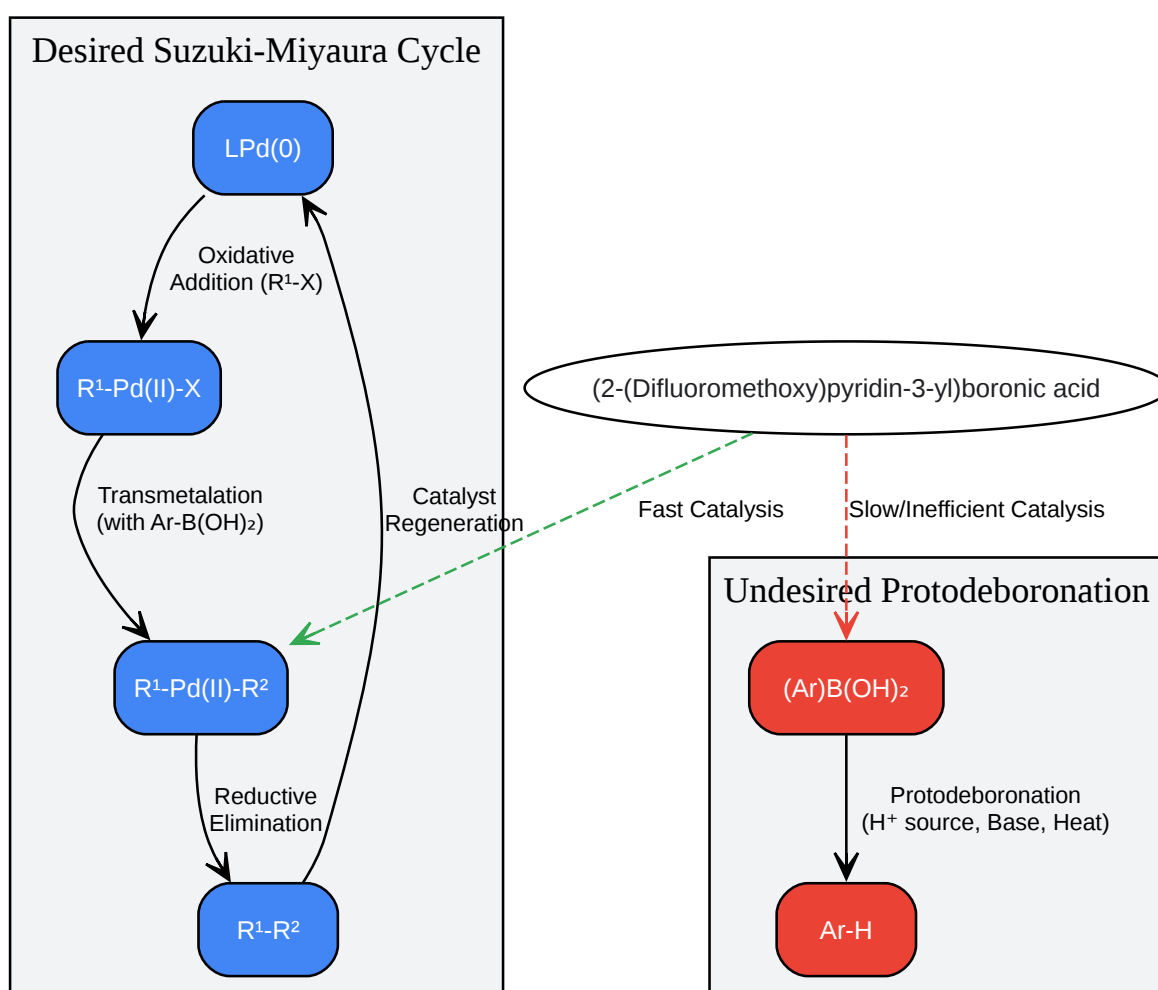 Desired Suzuki-Miyaura Cycle
LPd(0)
Oxidative
Addition (R¹-X)
R¹-Pd(II)-X
Transmetalation
(with Ar-B(OH)₂)
Catalyst
Regeneration
R¹-Pd(II)-R²
Reductive
Elimination
R¹-R²
(2-(Difluoromethoxy)pyridin-3-yl)boronic acid
Fast Catalysis
Slow/Inefficient Catalysis
Undesired Protodeboronation
(Ar)B(OH)₂
Protodeboronation
(H⁺ source, Base, Heat)
Ar-H